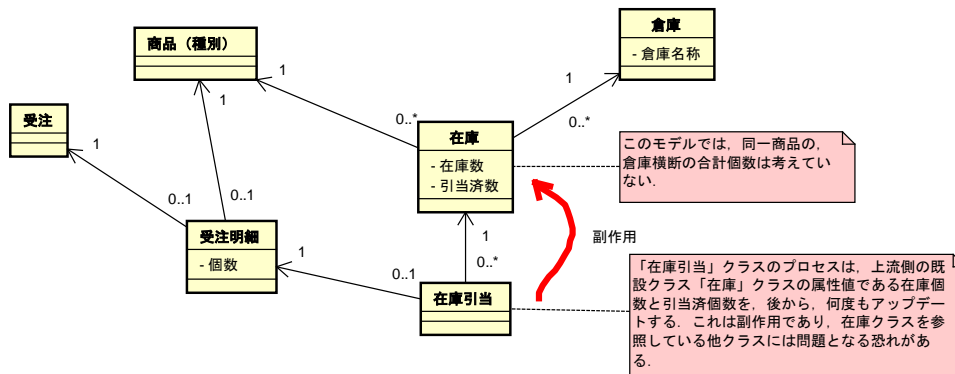 倉庫
- 倉庫名称
商品（種別）
1
1
1
0..*
0..*
受注
1
在庫
- 在庫数
- 引当済数
このモデルでは，同一商品の，
倉庫横断の合計個数は考えてい
ない．
0..1
0..1
受注明細
- 個数
1
1
0..*
0..1
副作用
在庫引当
「在庫引当」クラスのプロセスは，上流側の既
設クラス「在庫」クラスの属性値である在庫個
数と引当済個数を，後から，何度もアップデー
トする．これは副作用であり，在庫クラスを参
照している他クラスには問題となる恐れがあ
る．